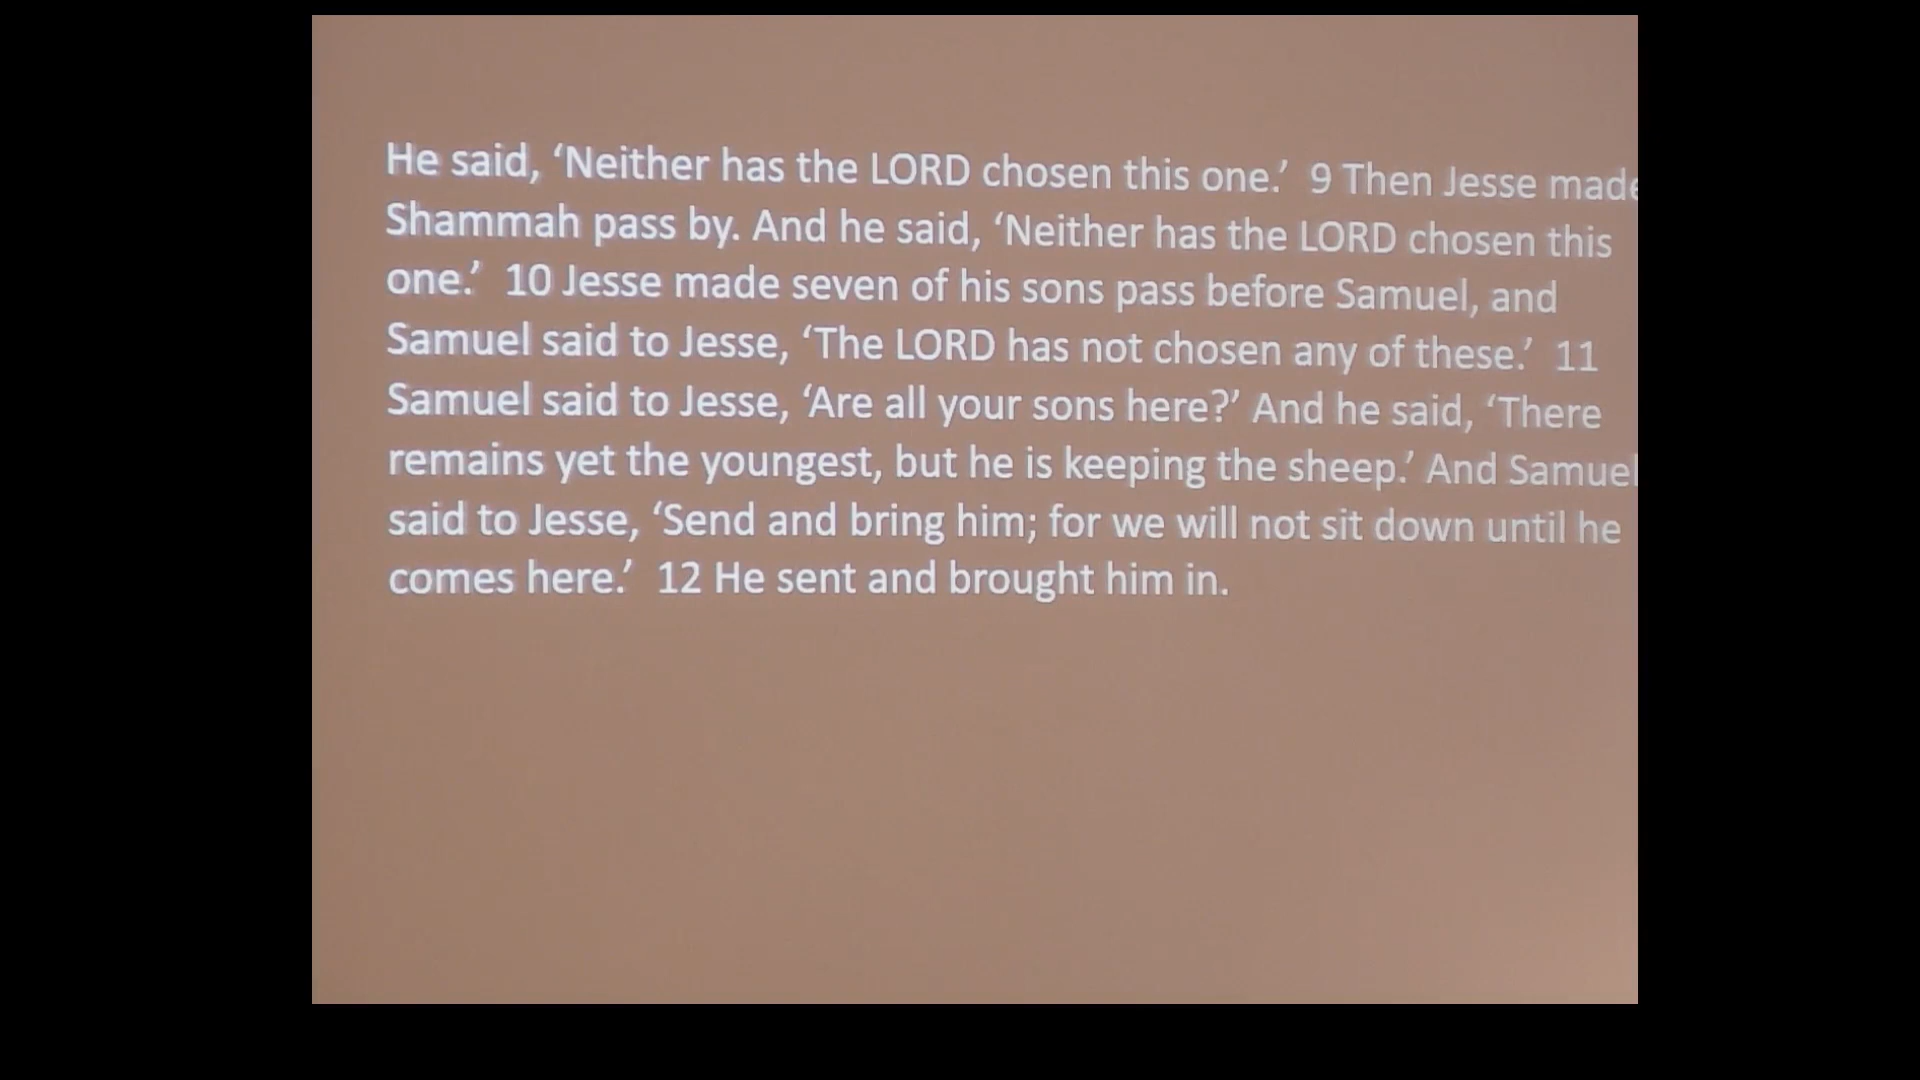 He said, ‘Neither has the LORD chosen this one.’ 9 Then Jesse made
Shammah pass by. And he said, ‘Neither has the LORD chosen this
one.’ 10 Jesse made seven of his sons pass before Samuel, and
Samuel said to Jesse, ‘The LORD has not chosen any of these.’ 11
Samuel said to Jesse, ‘Are all your sons here?’ And he said, ‘There
remains yet the youngest, but he is keeping the sheep.’ And Samuel
said to Jesse, ‘Send and bring him; for we will not sit down until he
comes here.’ 12 He sent and brought him in.